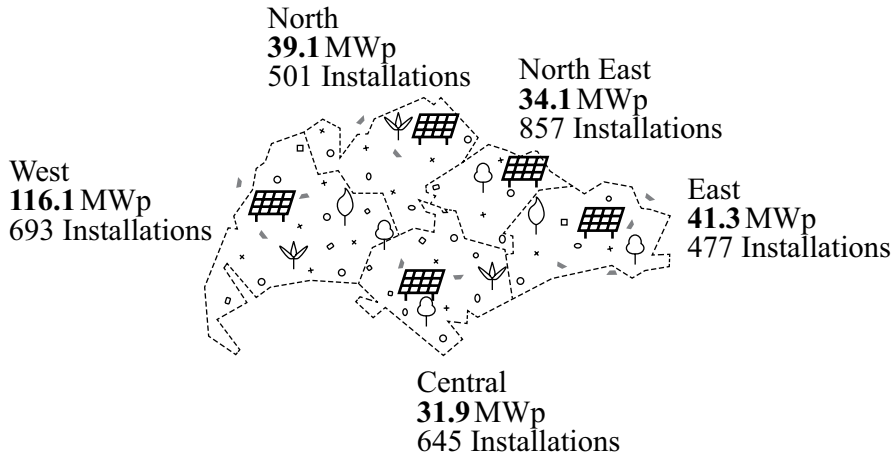 North
39.1 MWp
501 Installations
North East
34.1 MWp
857 Installations
West
116.1 MWp
693 Installations
East
41.3 MWp
477 Installations
Central
31.9 MWp
645 Installations